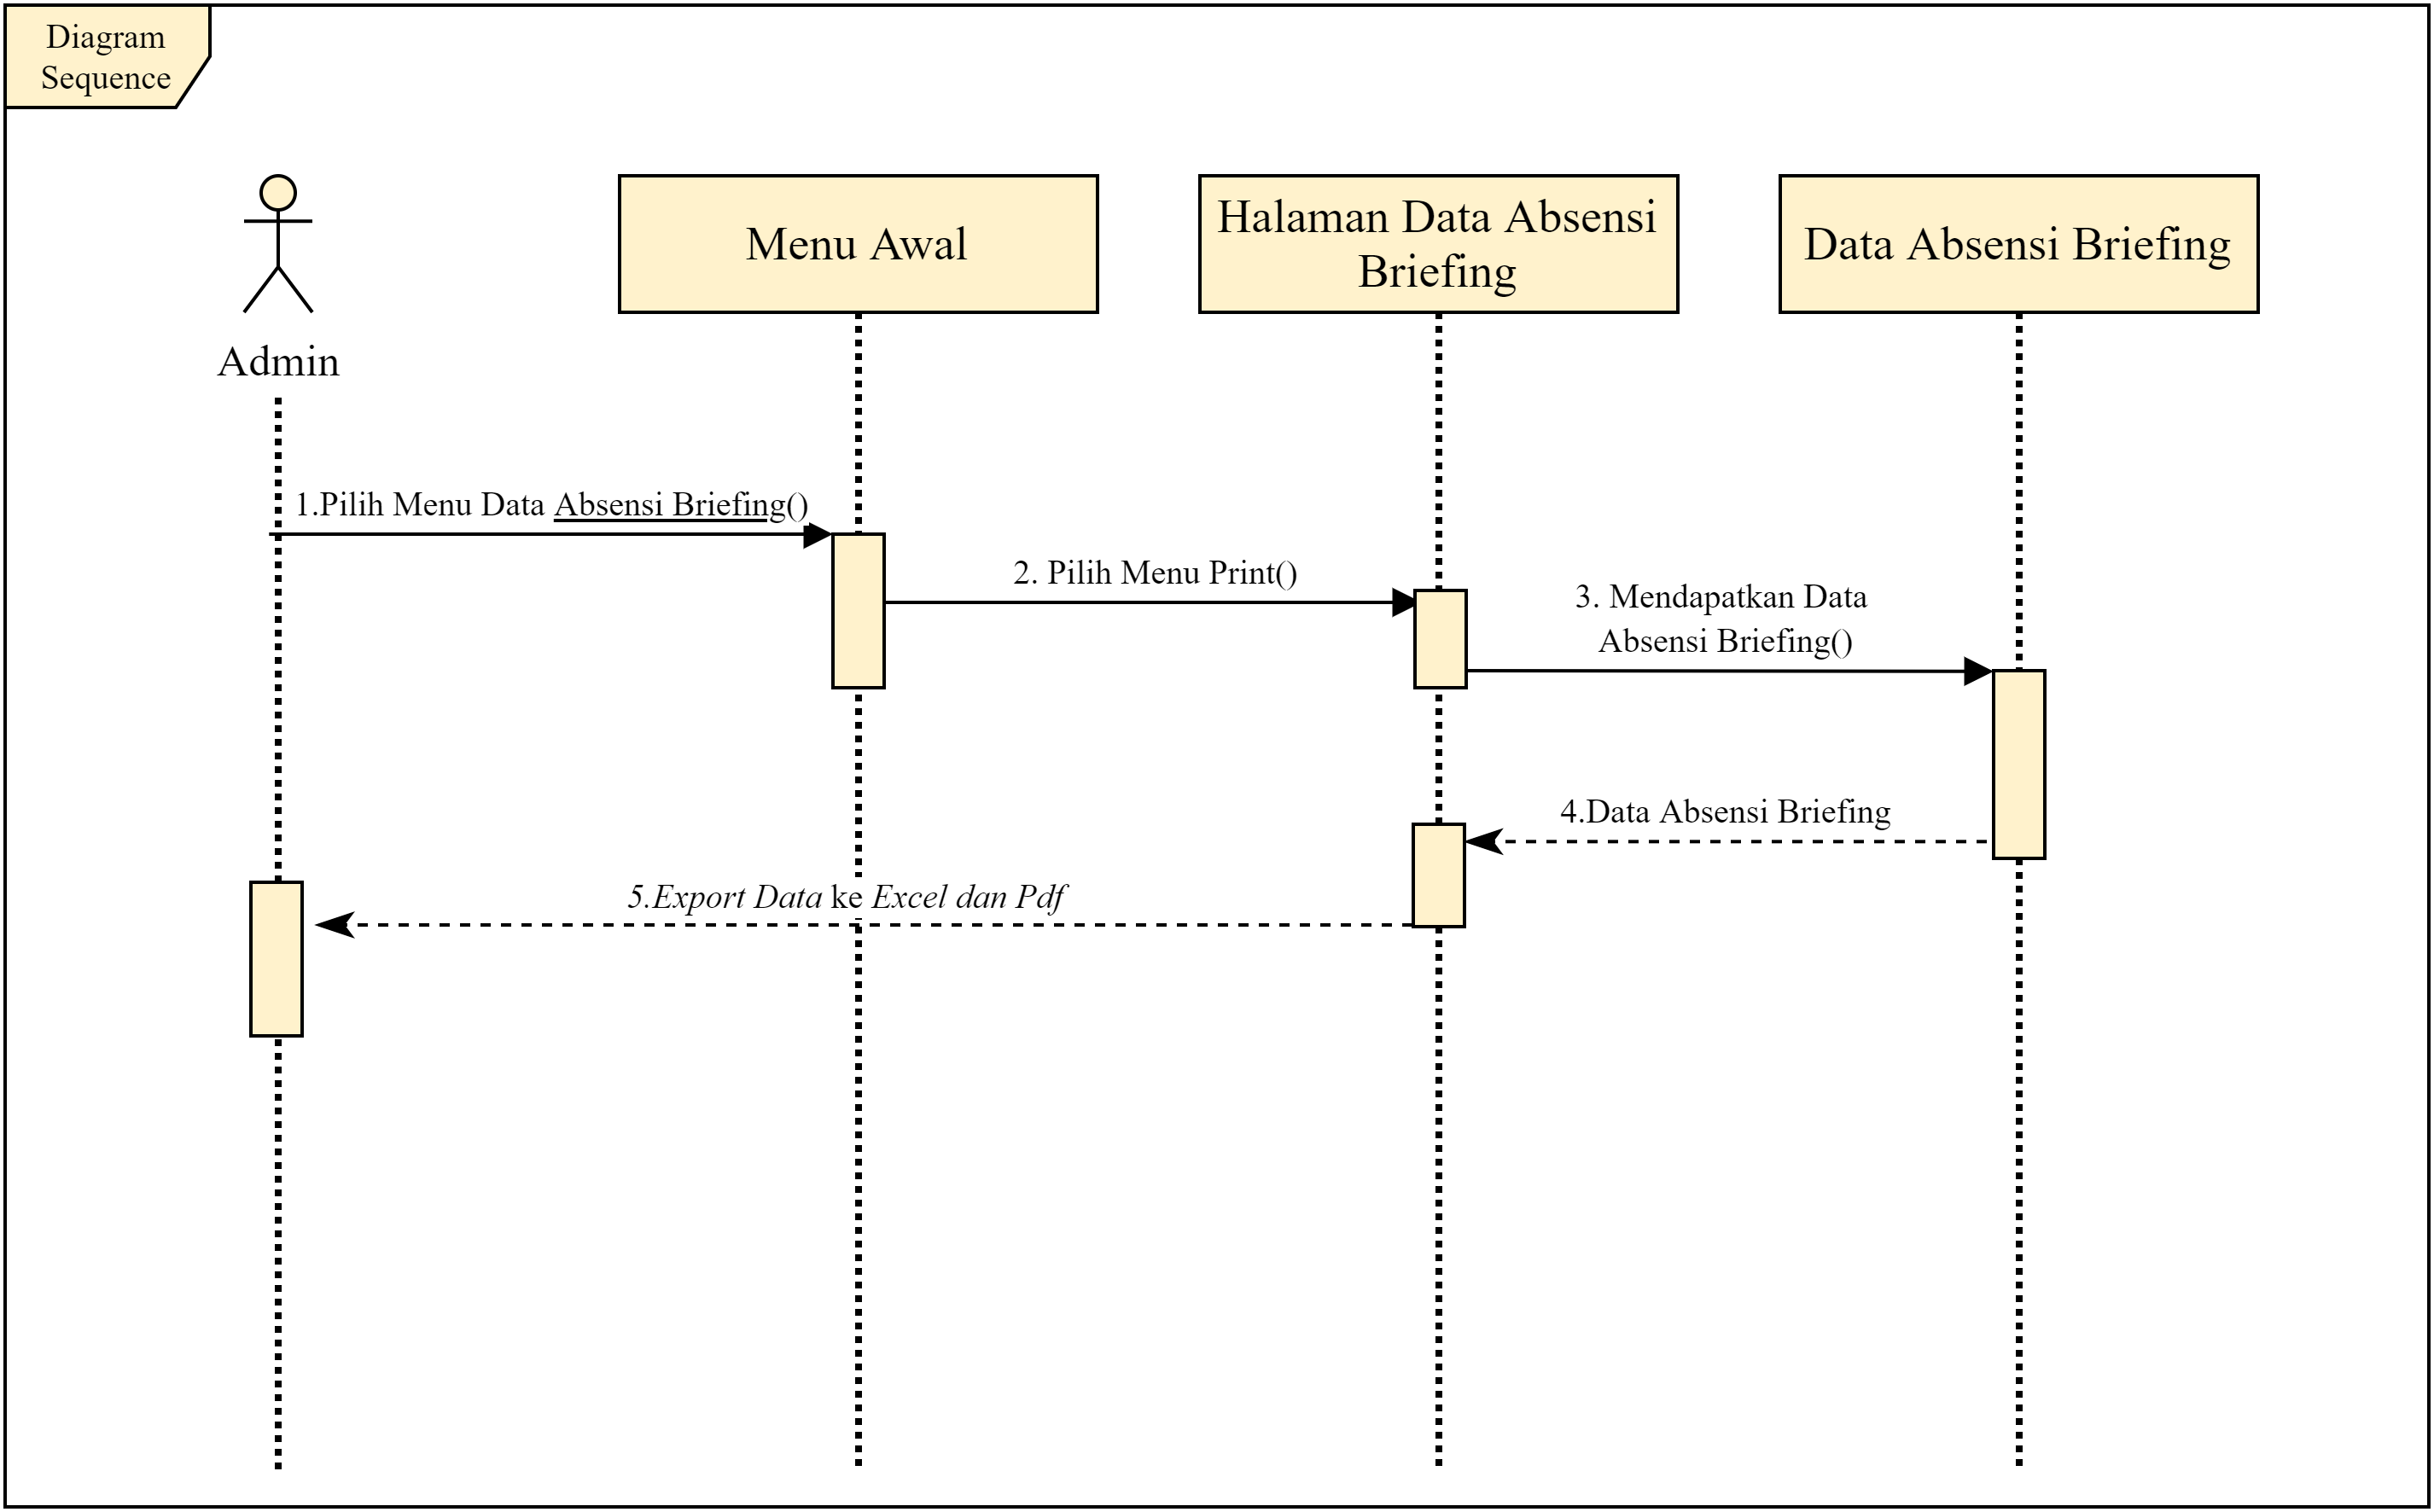 Diagram
Sequence
Admin
Menu Awal
Halaman Data Absensi
Briefing
Data Absensi Briefing
1.Pilih Menu Data Absensi Briefing()
2. Pilih Menu Print()
3. Mendapatkan Data
Absensi Briefing()
4.Data Absensi Briefing
5.Export Data ke Excel dan Pdf